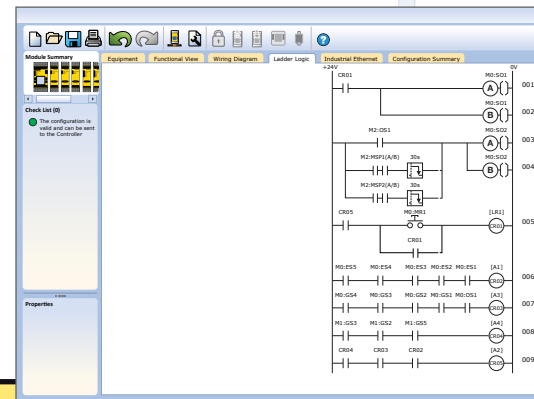 Module Summary
Equipment Functional View Wiring Diagram Ladder Logic Industrial Ethernet Configuration Summary
+24V 0V
CR01 M0:SO1
A 001
M0:SO1
B 002
M2:OS1 M0:SO2
A 003
M2:MSP1(A/B) 30s M0:SO2
B 004
M2:MSP2(A/B) 30s
CR05 M0:MR1 [LR1]
CR01 005
CR01
M0:ES5 M0:ES4 M0:ES3 M0:ES2 M0:ES1 [A1]
CR02 006
M0:GS4 M0:GS3 M0:GS2 M0:GS1 M0:OS1 [A3]
007
M1:GS3 M1:GS2 M1:GS5 [A4]
CR04 008
CR04 CR03 CR02 [A2]
CR05 009
Check List (0)
The configuration is
valid and can be sent
to the Controller
Properties